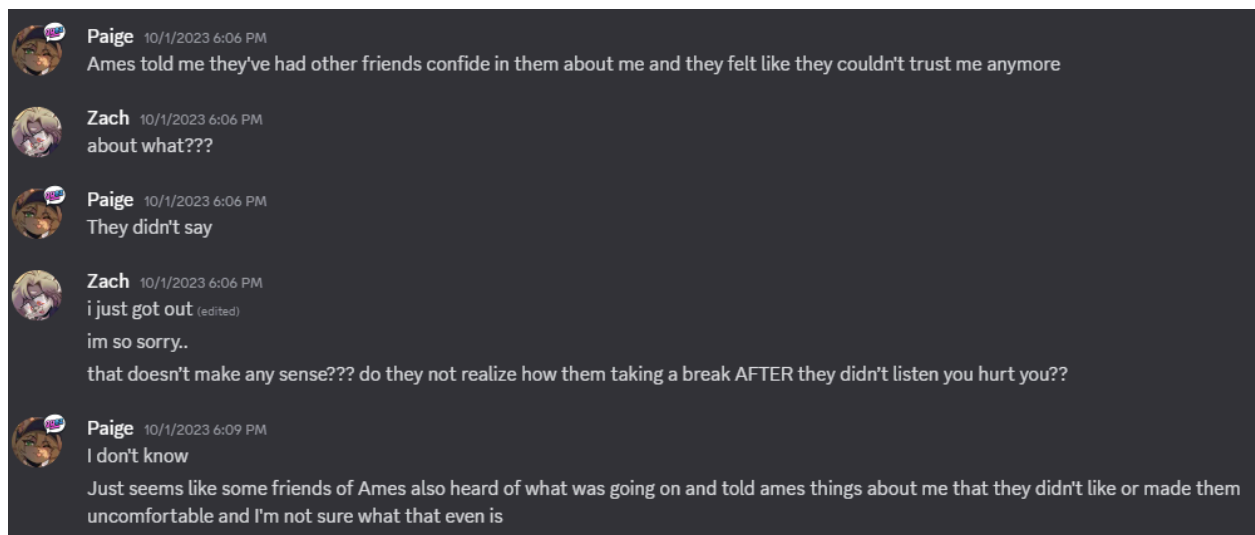 Paige 10/1/2023 6:06 PM
Ames told me they've had other friends confide in them about me and they felt like they couldn't trust me anymore
Zach 10/1/2023 6:06 PM
about what???
Paige 10/1/2023 6:06 PM
They didn't say
Zach 10/1/2023 6:06 PM
i just got out (edited)
im so sorry..
that doesn't make any sense??? do they not realize how them taking a break AFTER they didn't listen you hurt you??
Paige 10/1/2023 6:09 PM
I don't know
Just seems like some friends of Ames also heard of what was going on and told ames things about me that they didn't like or made them
uncomfortable and I'm not sure what that even is